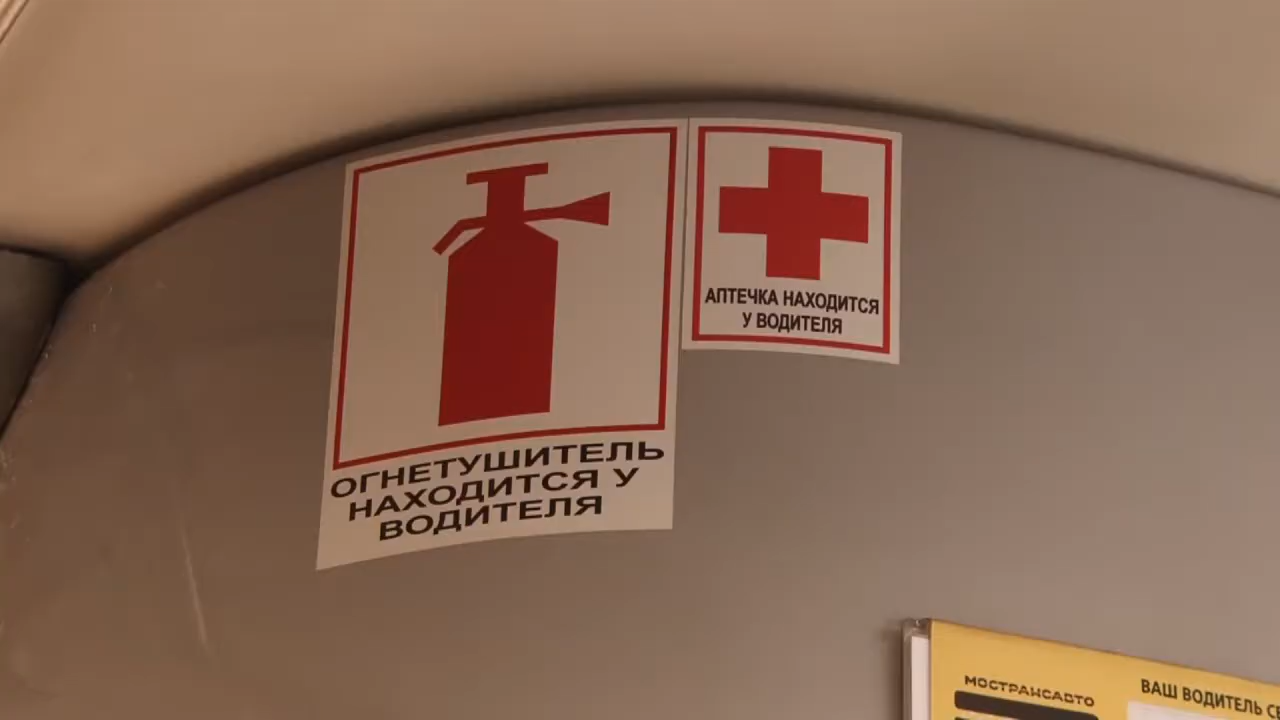 ОГНЕТУШИТЕЛЬ
НАХОДИТСЯ У
ВОДИТЕЛЯ
АПТЕЧКА НАХОДИТСЯ
У ВОДИТЕЛЯ
МОСТРАНСАВТО
ВАШ ВОДИТЕЛЬ